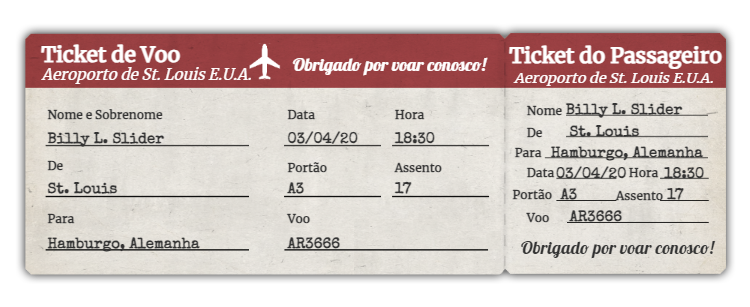 Ticket de Voo
Aeroporto de St. Louis E.U.A.
Obrigado por voar conosco!
Nome e Sobrenome
Billy L. Slider
Data Hora
03/04/20 18:30
De
St. Louis
Portão Assento
A3 17
Para
Hamburgo, Alemanha
Voo
AR3666
Ticket do Passageiro
Aeroporto de St. Louis E.U.A.
Nome Billy L. Slider
De St. Louis
Para Hamburgo, Alemanha
Data 03/04/20 Hora 18:30
Portão A3 Assento 17
Voo AR3666
Obrigado por voar conosco!